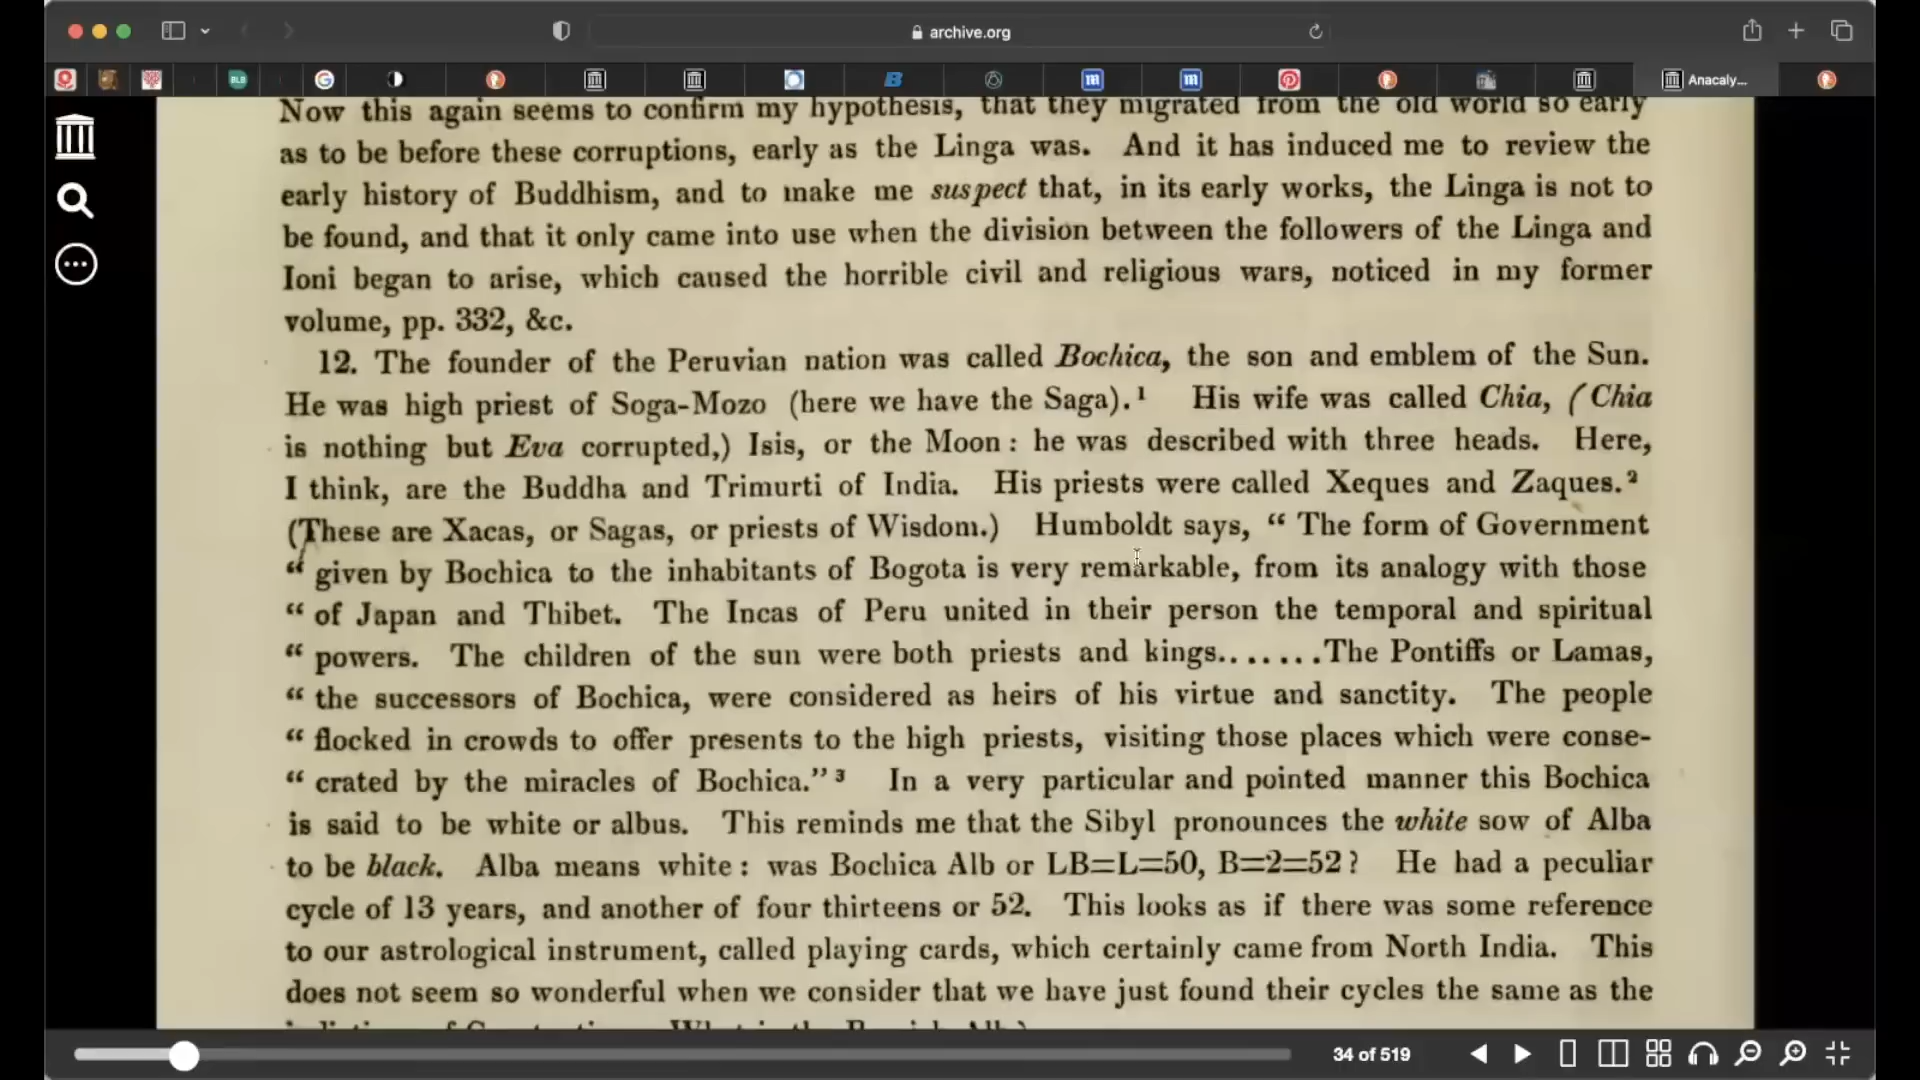 archive.org
BLB
Anacaly...
Now this again seems to confirm my hypothesis, that they migrated from the old world so early
as to be before these corruptions, early as the Linga was. And it has induced me to review the
early history of Buddhism, and to make me suspect that, in its early works, the Linga is not to
be found, and that it only came into use when the division between the followers of the Linga and
Ioni began to arise, which caused the horrible civil and religious wars, noticed in my former
volume, pp. 332, &c.
12. The founder of the Peruvian nation was called Bochica, the son and emblem of the Sun.
He was high priest of Soga-Mozo (here we have the Saga).¹ His wife was called Chia, (Chia
is nothing but Eva corrupted,) Isis, or the Moon: he was described with three heads. Here,
I think, are the Buddha and Trimurti of India. His priests were called Xeques and Zaques.²
(These are Xacas, or Sagas, or priests of Wisdom.) Humboldt says, “ The form of Government
“ given by Bochica to the inhabitants of Bogota is very remarkable, from its analogy with those
“ of Japan and Thibet. The Incas of Peru united in their person the temporal and spiritual
“ powers. The children of the sun were both priests and kings.......The Pontiffs or Lamas,
“ the successors of Bochica, were considered as heirs of his virtue and sanctity. The people
“ flocked in crowds to offer presents to the high priests, visiting those places which were conse-
“ crated by the miracles of Bochica.”³ In a very particular and pointed manner this Bochica
is said to be white or albus. This reminds me that the Sibyl pronounces the white sow of Alba
to be black. Alba means white: was Bochica Alb or LB=L=50, B=2=52? He had a peculiar
cycle of 13 years, and another of four thirteens or 52. This looks as if there was some reference
to our astrological instrument, called playing cards, which certainly came from North India. This
does not seem so wonderful when we consider that we have just found their cycles the same as the
34 of 519